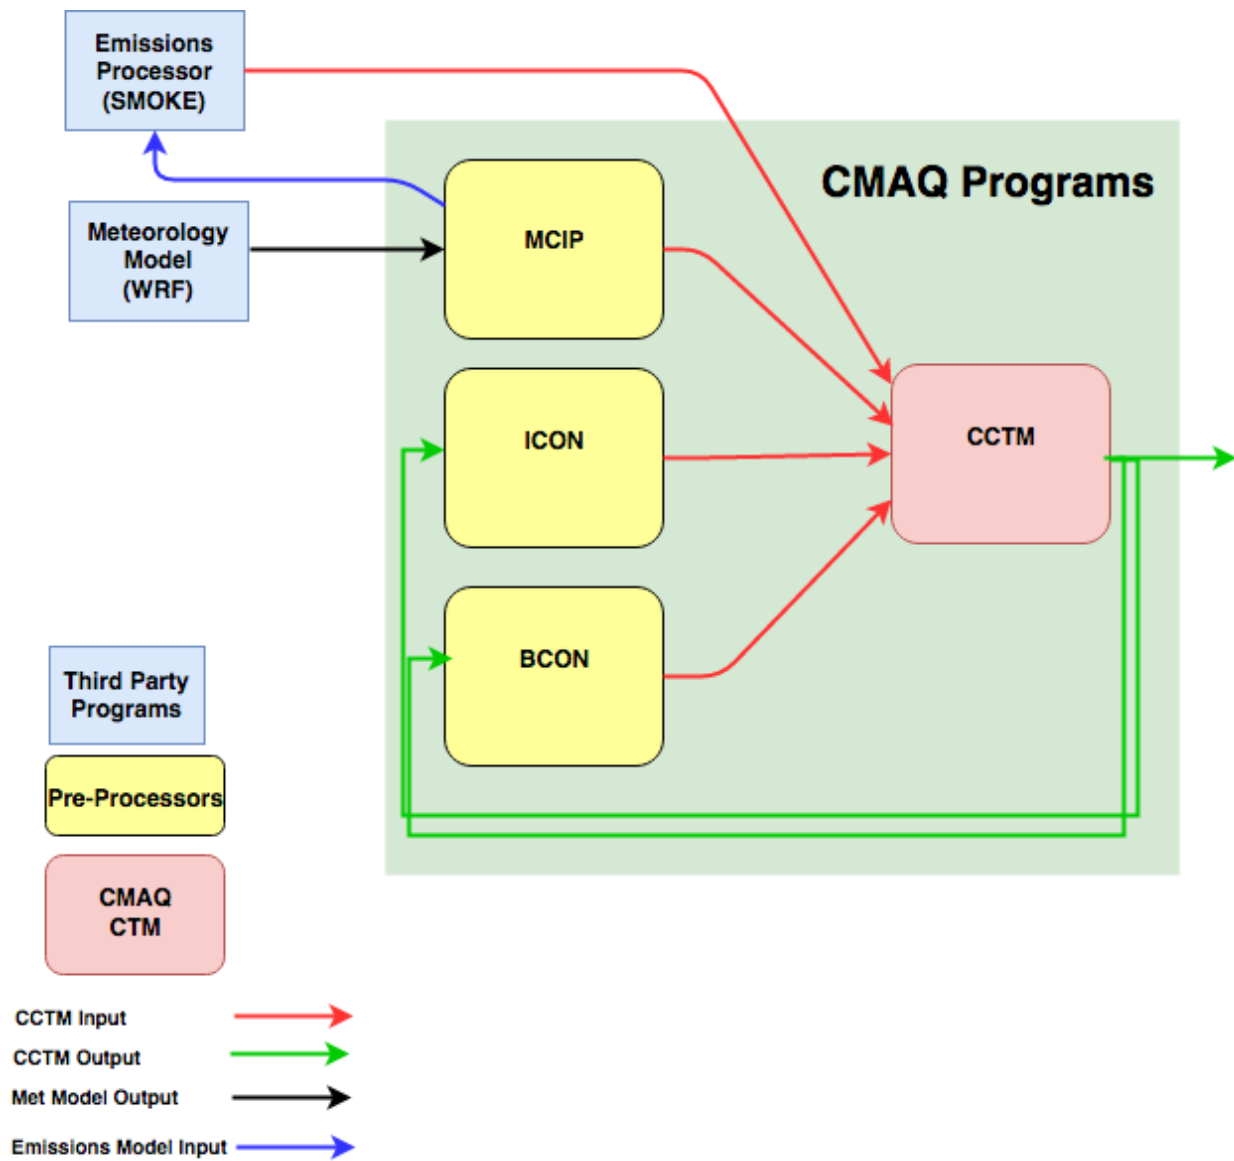 Emissions
Processor
(SMOKE)
CMAQ Programs
Meteorology
Model
(WRF)
MCIP
ICON
CCTM
BCON
Third Party
Programs
Pre-Processors
CMAQ
CTM
CCTM Input
CCTM Output
Met Model Output
Emissions Model Input